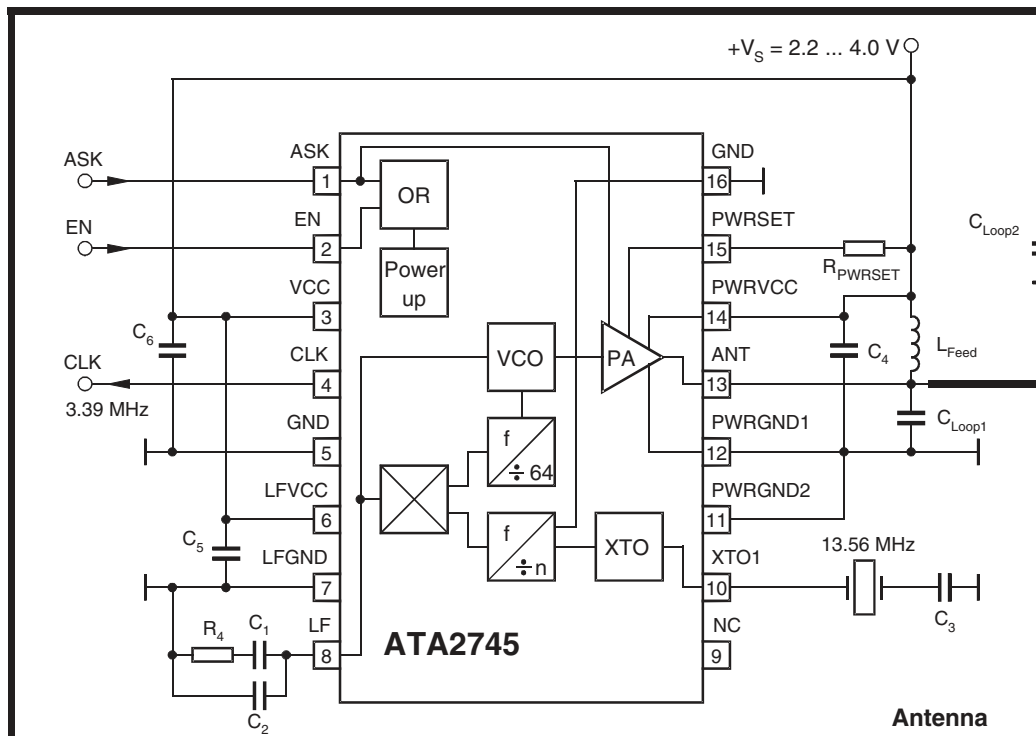 +VS = 2.2 ... 4.0 V
ASK
EN
ASK
1
EN
2
VCC
3
CLK
4
GND
5
LFVCC
6
LFGND
7
LF
8
C6
CLK
3.39 MHz
C5
R4
C1
C2
OR
Power
up
VCO
PA
f
÷ 64
f
÷ n
XTO
ATA2745
GND
16
PWRSET
15
PWRVCC
14
ANT
13
PWRGND1
12
PWRGND2
11
XTO1
10
NC
9
RPWRSET
CLoop2
C4
LFeed
CLoop1
13.56 MHz
C3
Antenna